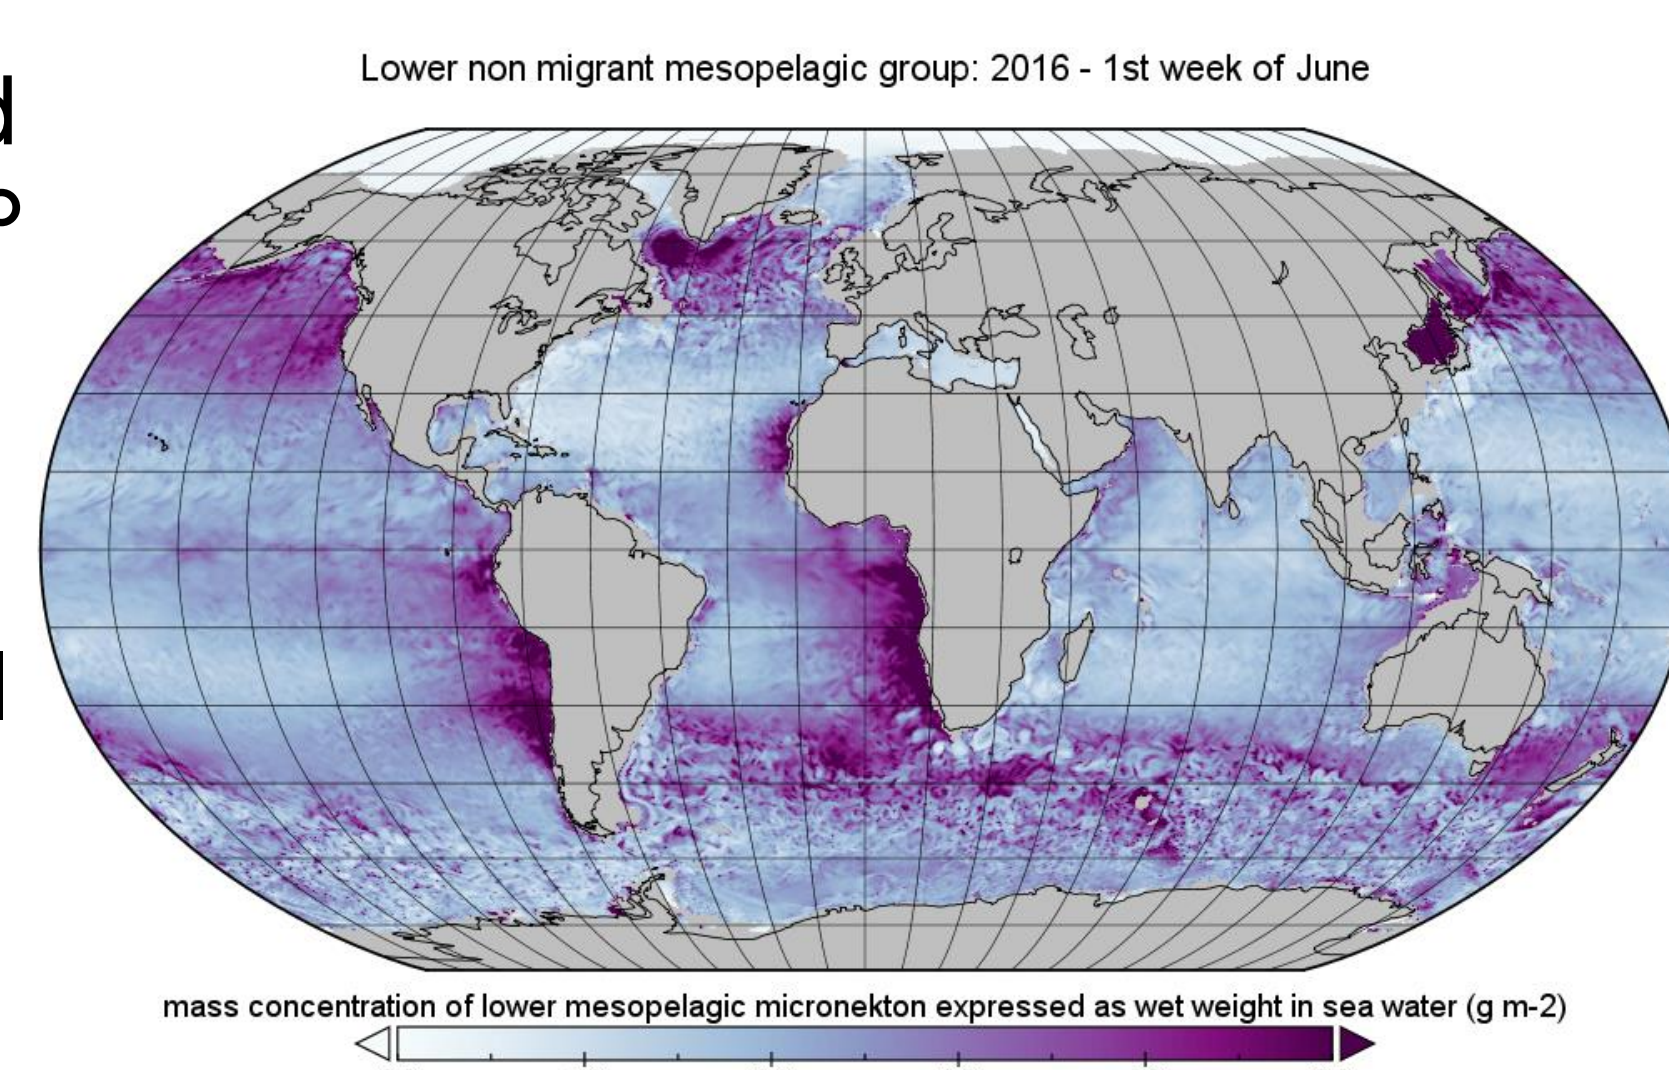 Lower non migrant mesopelagic group: 2016 - 1st week of June
d
o
l
mass concentration of lower mesopelagic micronekton expressed as wet weight in sea water (g m-2)